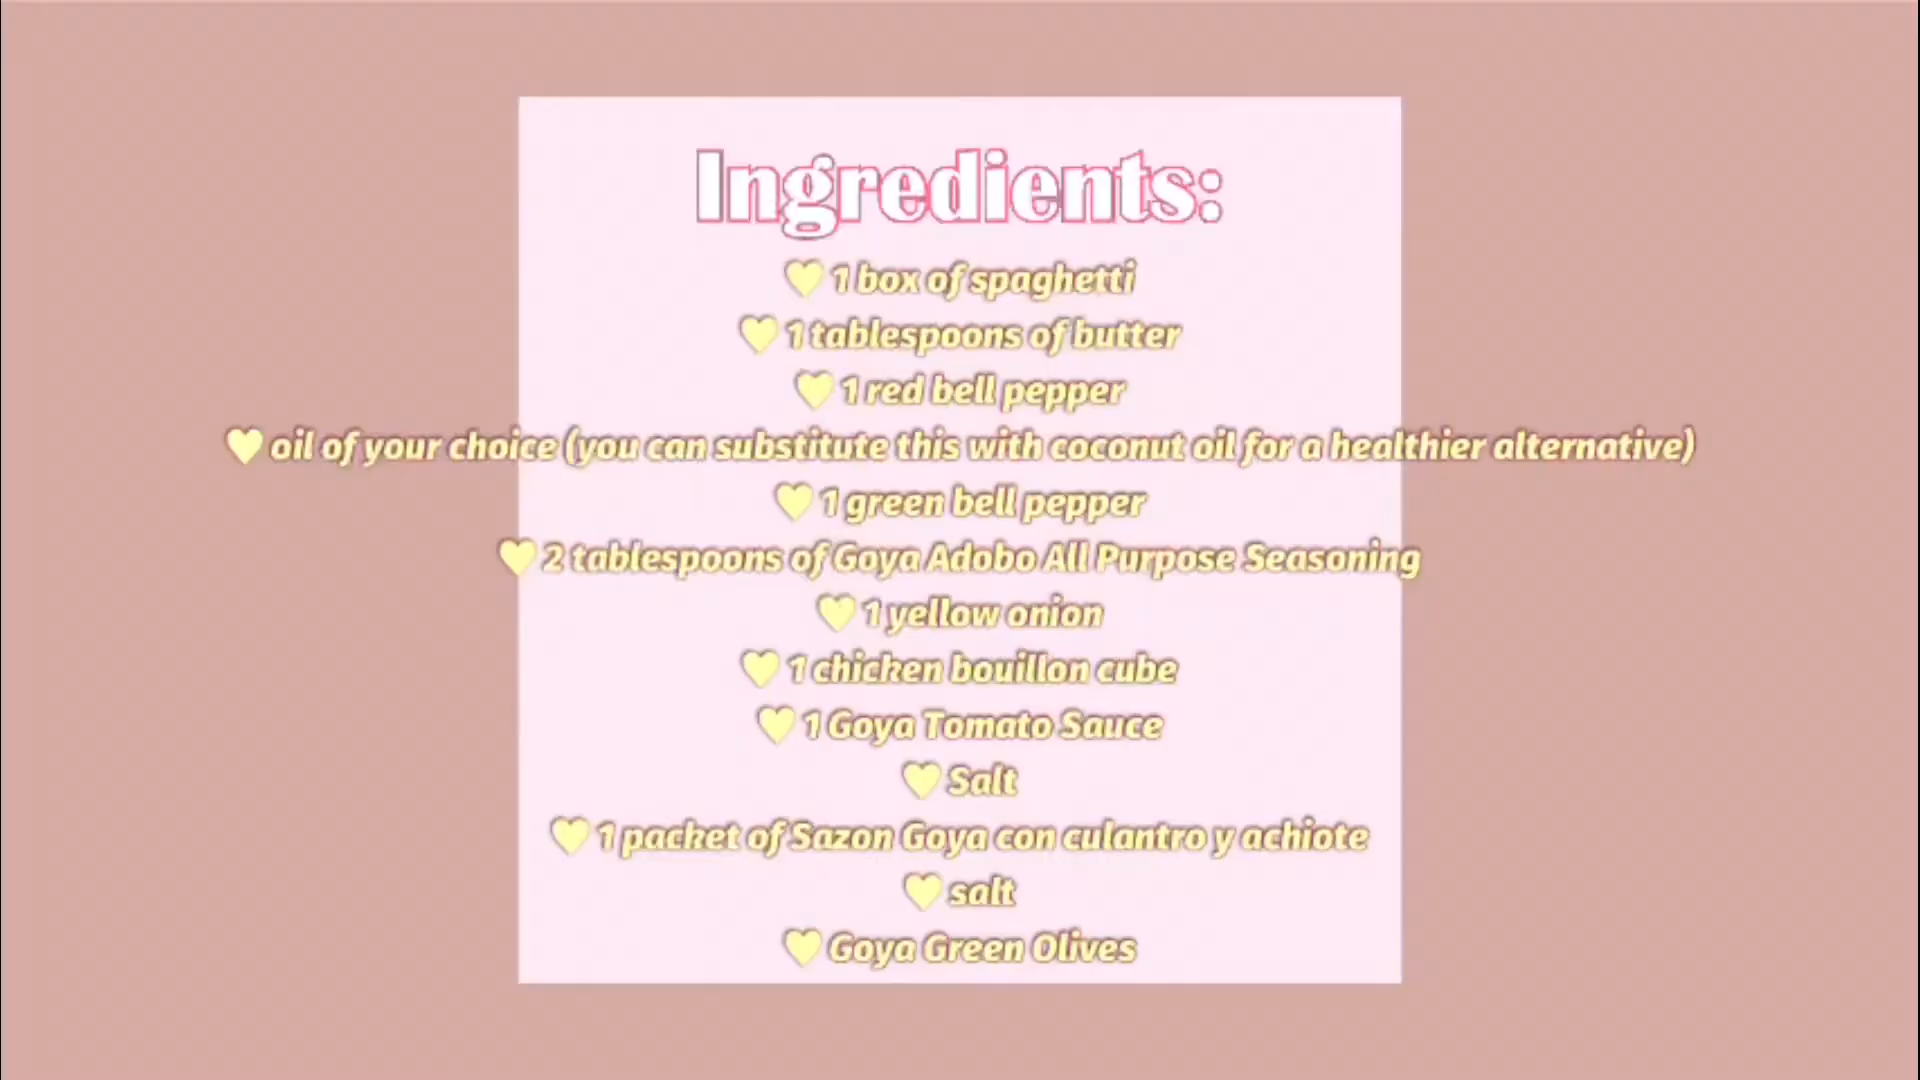 Ingredients:
💛 1 box of spaghetti
💛 1 tablespoons of butter
💛 1 red bell pepper
💛 oil of your choice (you can substitute this with coconut oil for a healthier alternative)
💛 1 green bell pepper
💛 2 tablespoons of Goya Adobo All Purpose Seasoning
💛 1 yellow onion
💛 1 chicken bouillon cube
💛 1 Goya Tomato Sauce
💛 Salt
💛 1 packet of Sazon Goya con culantro y achiote
💛 salt
💛 Goya Green Olives